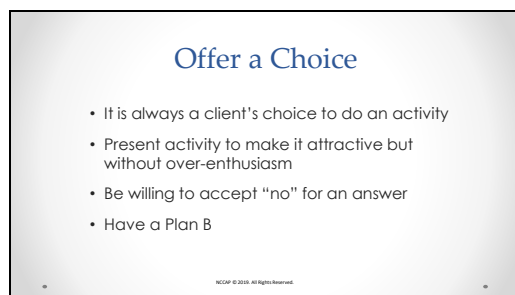 Offer a Choice
• It is always a client’s choice to do an activity
• Present activity to make it attractive but
without over-enthusiasm
• Be willing to accept “no” for an answer
• Have a Plan B
NCCAP © 2019. All Rights Reserved.